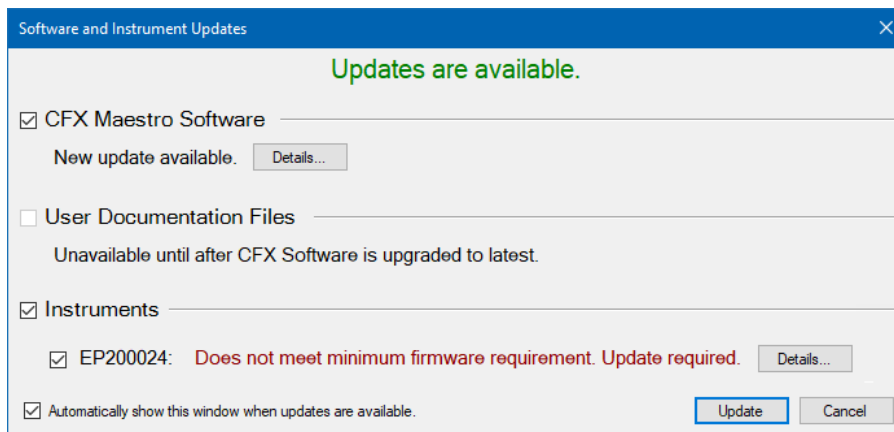 Software and Instrument Updates
Updates are available.
CFX Maestro Software
New update available. Details...
User Documentation Files
Unavailable until after CFX Software is upgraded to latest.
Instruments
EP200024: Does not meet minimum firmware requirement. Update required. Details...
Automatically show this window when updates are available. Update Cancel